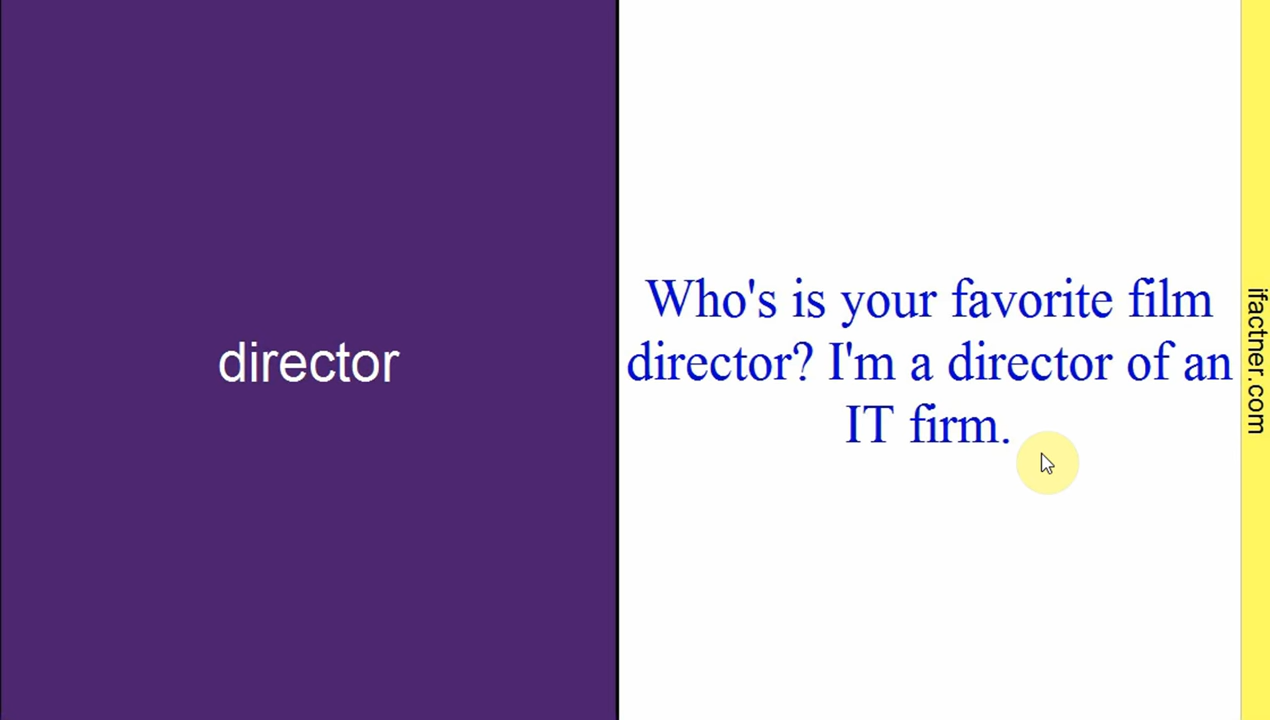 director
Who's is your favorite film
director? I'm a director of an
IT firm.
ifactner.com